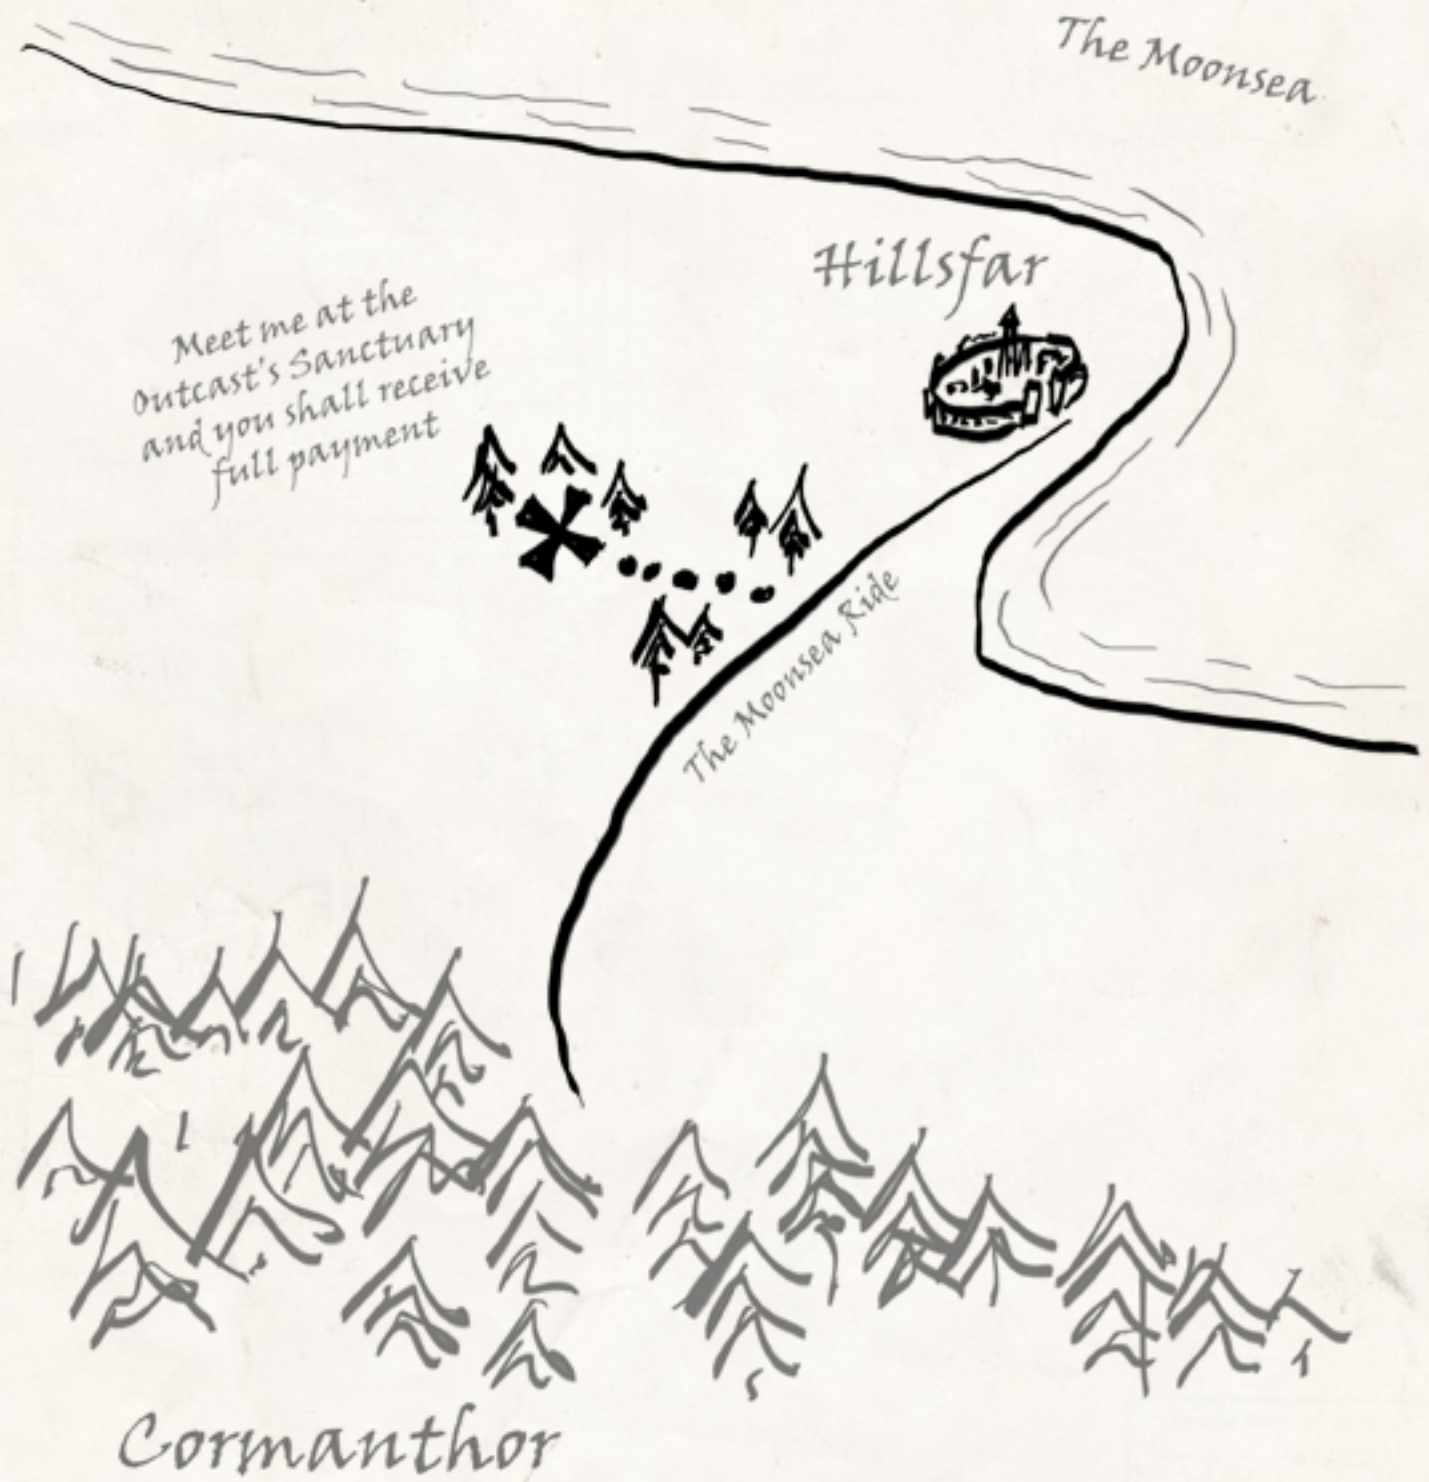 The Moonsea
Hillsfar
Meet me at the
Outcast's Sanctuary
and you shall receive
full payment
The Moonsea Ride
Cormanthor